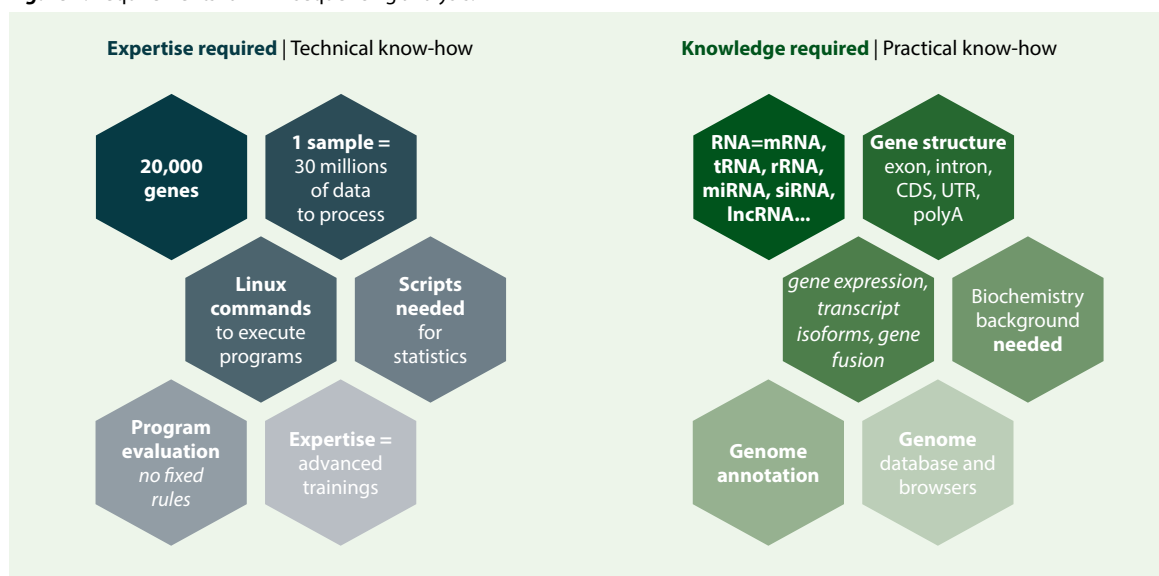 Expertise required | Technical know-how
20,000
genes
1 sample =
30 millions
of data
to process
Linux
commands
to execute
programs
Scripts
needed
for
statistics
Program
evaluation
no fixed
rules
Expertise =
advanced
trainings
Knowledge required | Practical know-how
RNA=mRNA,
tRNA, rRNA,
miRNA, siRNA,
lncRNA...
Gene structure
exon, intron,
CDS, UTR,
polyA
gene expression,
transcript
isoforms, gene
fusion
Biochemistry
background
needed
Genome
annotation
Genome
database and
browsers